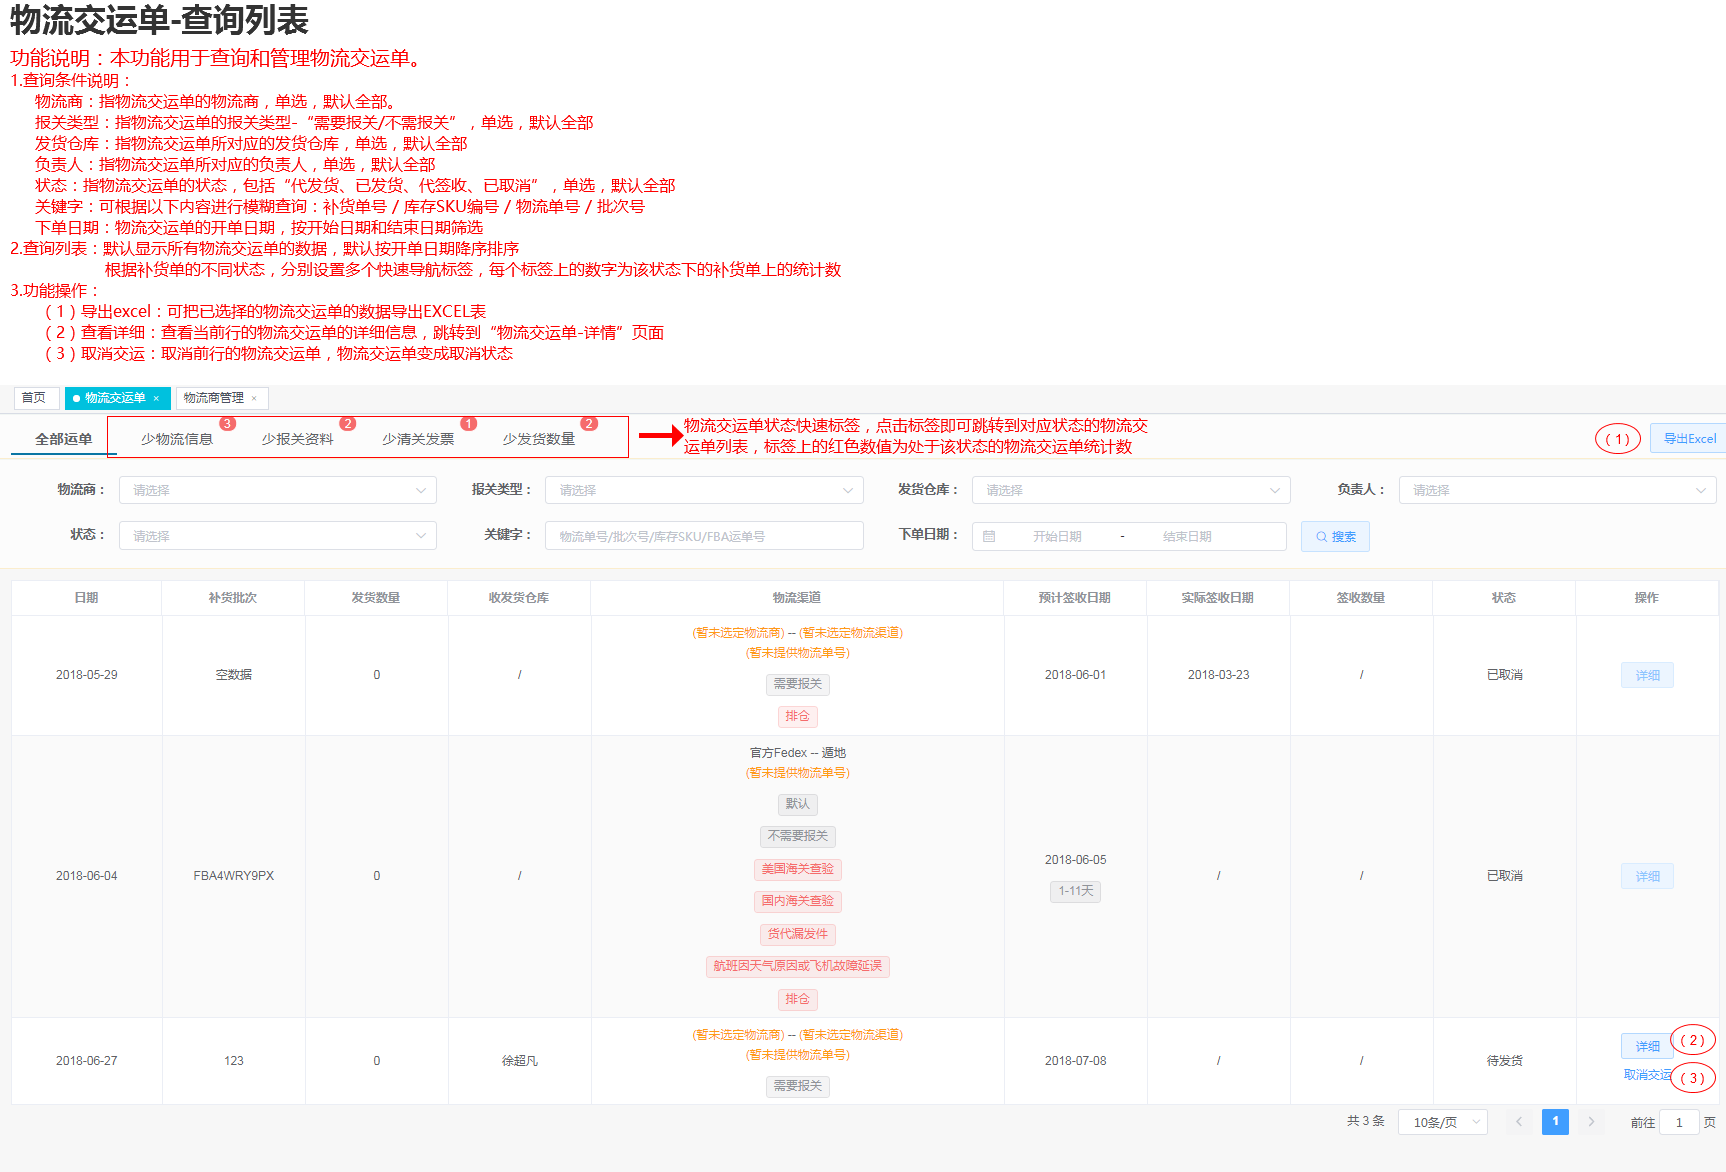 物流交运单-查询列表
功能说明：本功能用于查询和管理物流交运单。
1.查询条件说明：
物流商：指物流交运单的物流商，单选，默认全部。
报关类型：指物流交运单的报关类型-“需要报关/不需报关”，单选，默认全部
发货仓库：指物流交运单所对应的发货仓库，单选，默认全部
负责人：指物流交运单所对应的负责人，单选，默认全部
状态：指物流交运单的状态，包括“代发货、已发货、代签收、已取消”，单选，默认全部
关键字：可根据以下内容进行模糊查询：补货单号 / 库存SKU编号 / 物流单号 / 批次号
下单日期：物流交运单的开单日期，按开始日期和结束日期筛选
2.查询列表：默认显示所有物流交运单的数据，默认按开单日期降序排序
根据补货单的不同状态，分别设置多个快速导航标签，每个标签上的数字为该状态下的补货单上的统计数
3.功能操作：
（1）导出excel：可把已选择的物流交运单的数据导出EXCEL表
（2）查看详细：查看当前行的物流交运单的详细信息，跳转到“物流交运单-详情”页面
（3）取消交运：取消前行的物流交运单，物流交运单变成取消状态
首页 物流交运单 × 物流商管理 ×
全部运单 少物流信息 3 少报关资料 2 少清关发票 1 少发货数量 2
物流交运单状态快速标签，点击标签即可跳转到对应状态的物流交
运单列表，标签上的红色数值为处于该状态的物流交运单统计数
（1） 导出Excel
物流商： 请选择 报关类型： 请选择 发货仓库： 请选择 负责人： 请选择
状态： 请选择 关键字： 物流单号/批次号/库存SKU/FBA运单号 下单日期： 开始日期 - 结束日期 搜索
日期 补货批次 发货数量 收发货仓库 物流渠道 预计签收日期 实际签收日期 签收数量 状态 操作
(暂未选定物流商) -- (暂未选定物流渠道)
(暂未提供物流单号)
2018-05-29 空数据 0 / 需要报关 2018-06-01 2018-03-23 / 已取消 详细
排仓
官方Fedex -- 遁地
(暂未提供物流单号)
默认
不需要报关
美国海关查验
2018-06-04 FBA4WRY9PX 0 / 国内海关查验 2018-06-05 / / 已取消 详细
1-11天
货代漏发件
航班因天气原因或飞机故障延误
排仓
(暂未选定物流商) -- (暂未选定物流渠道)
(暂未提供物流单号)
2018-06-27 123 0 徐超凡 需要报关 2018-07-08 / / 待发货 详细 （2）
取消交运 （3）
共 3 条 10条/页 1 前往 1 页